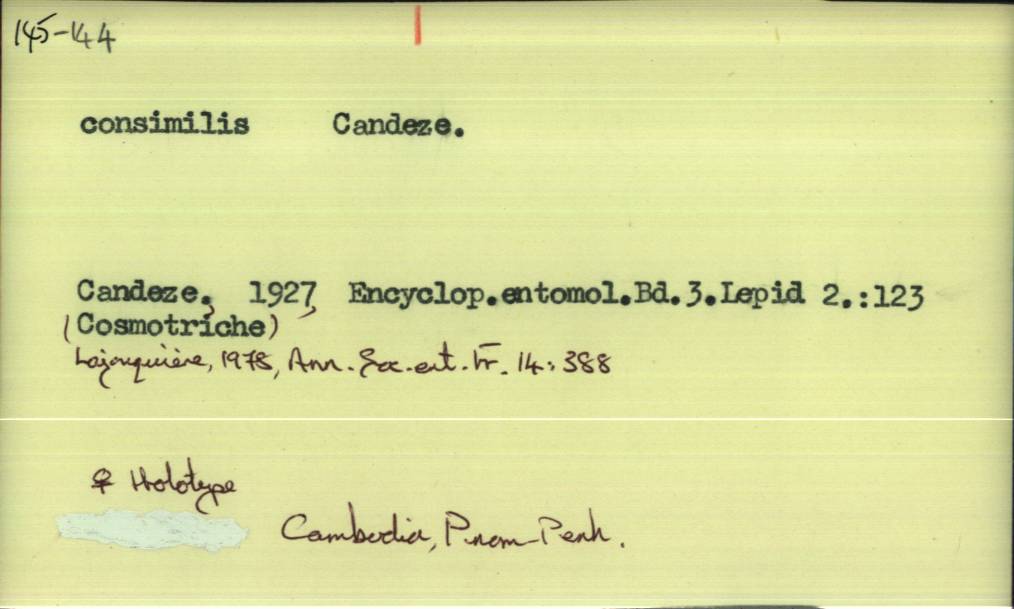 145-144
consimilis Candeze.
Candeze, 1927, Encyclop.entomol.Bd.3.Lepid 2.:123
(Cosmotriche)
Lajonquière, 1978, Ann. Soc. ent. Fr. 14: 388
♀ Holotype
Cambodia, Pnom-Penh.